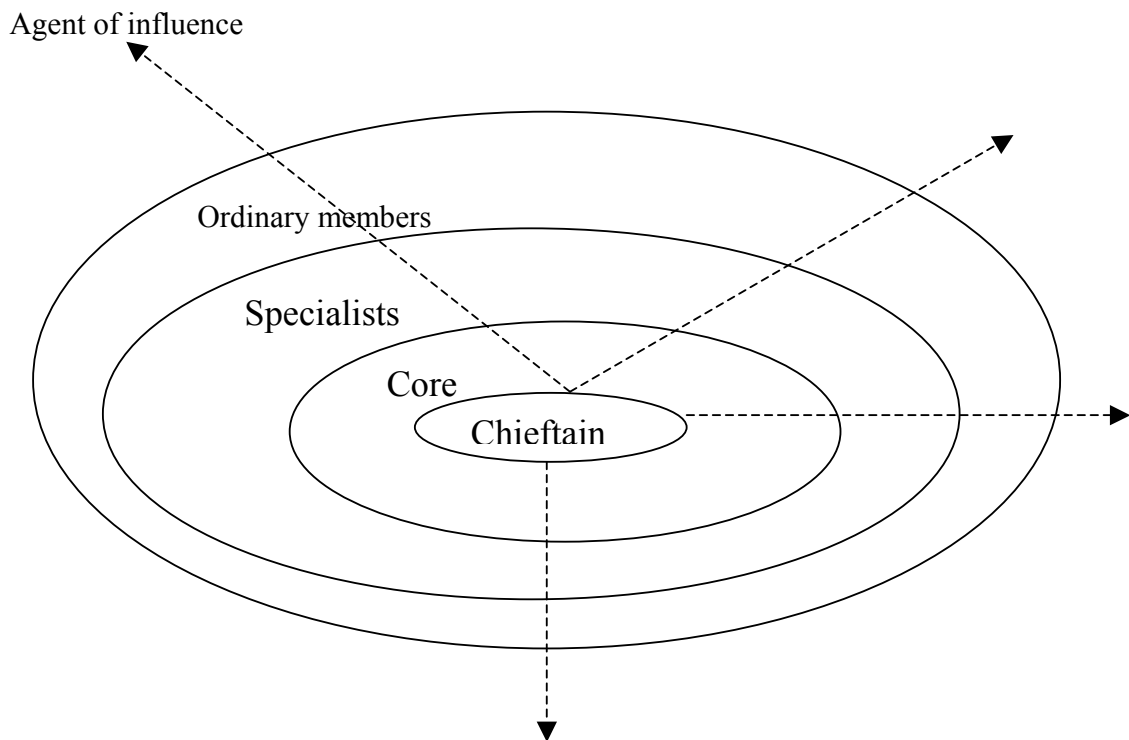 Agent of influence
Ordinary members
Specialists
Core
Chieftain